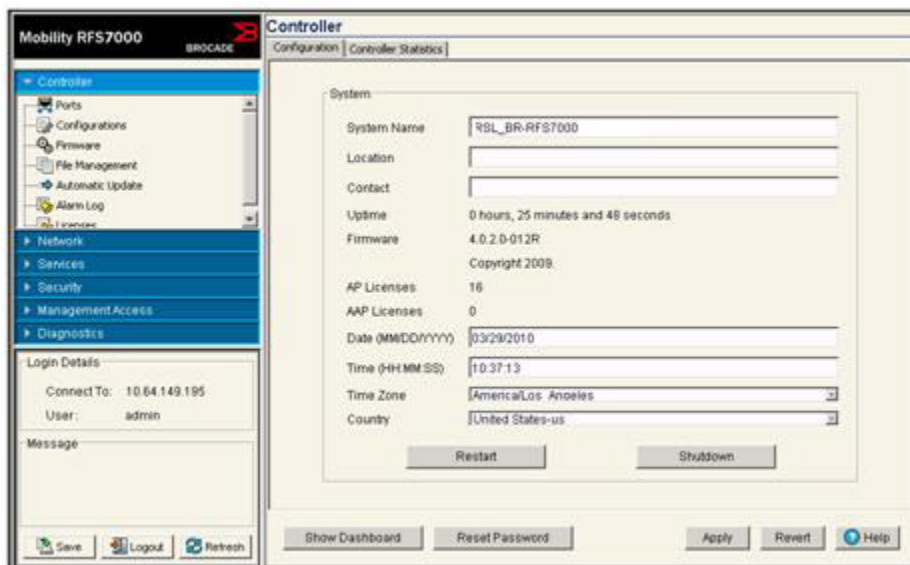 Mobility RFS7000
BROCADE
Controller
Ports
Configurations
Firmware
File Management
Automatic Update
Alarm Log
Licenses
Network
Services
Security
Management Access
Diagnostics
Login Details
Connect To: 10.64.149.195
User: admin
Message
Save
Logout
Refresh
Controller
Configuration
Controller Statistics
System
System Name RSL_BR-RFS7000
Location
Contact
Uptime 0 hours, 25 minutes and 48 seconds
Firmware 4.0.2.0-012R
Copyright 2009.
AP Licenses 16
AAP Licenses 0
Date (MM/DD/YYYY) 03/29/2010
Time (HH:MM:SS) 10:37:13
Time Zone America/Los Angeles
Country United States-us
Restart
Shutdown
Show Dashboard
Reset Password
Apply
Revert
Help